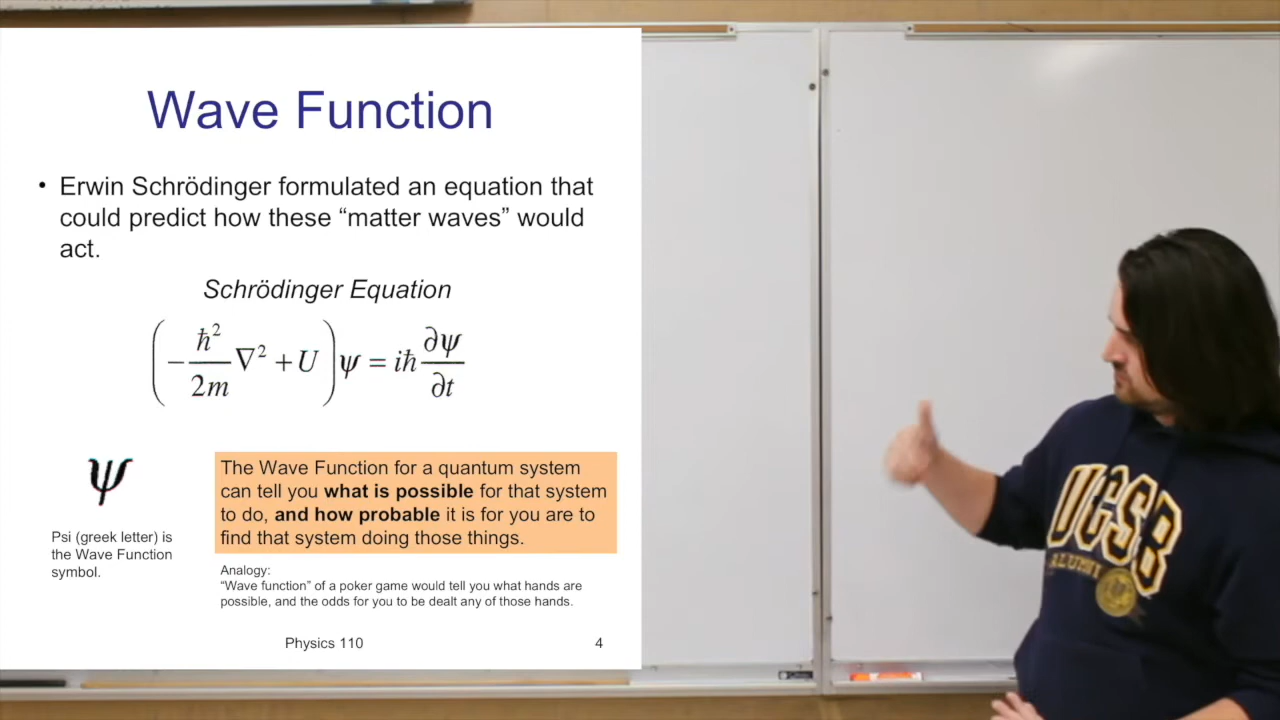 Wave Function
• Erwin Schrödinger formulated an equation that
could predict how these “matter waves” would
act.
Schrödinger Equation
(−ℏ²/2m ∇² + U)ψ = iℏ ∂ψ/∂t
ψ
Psi (greek letter) is
the Wave Function
symbol.
The Wave Function for a quantum system
can tell you what is possible for that system
to do, and how probable it is for you are to
find that system doing those things.
Analogy:
“Wave function” of a poker game would tell you what hands are
possible, and the odds for you to be dealt any of those hands.
Physics 110
4
UCSB
ALUMNI